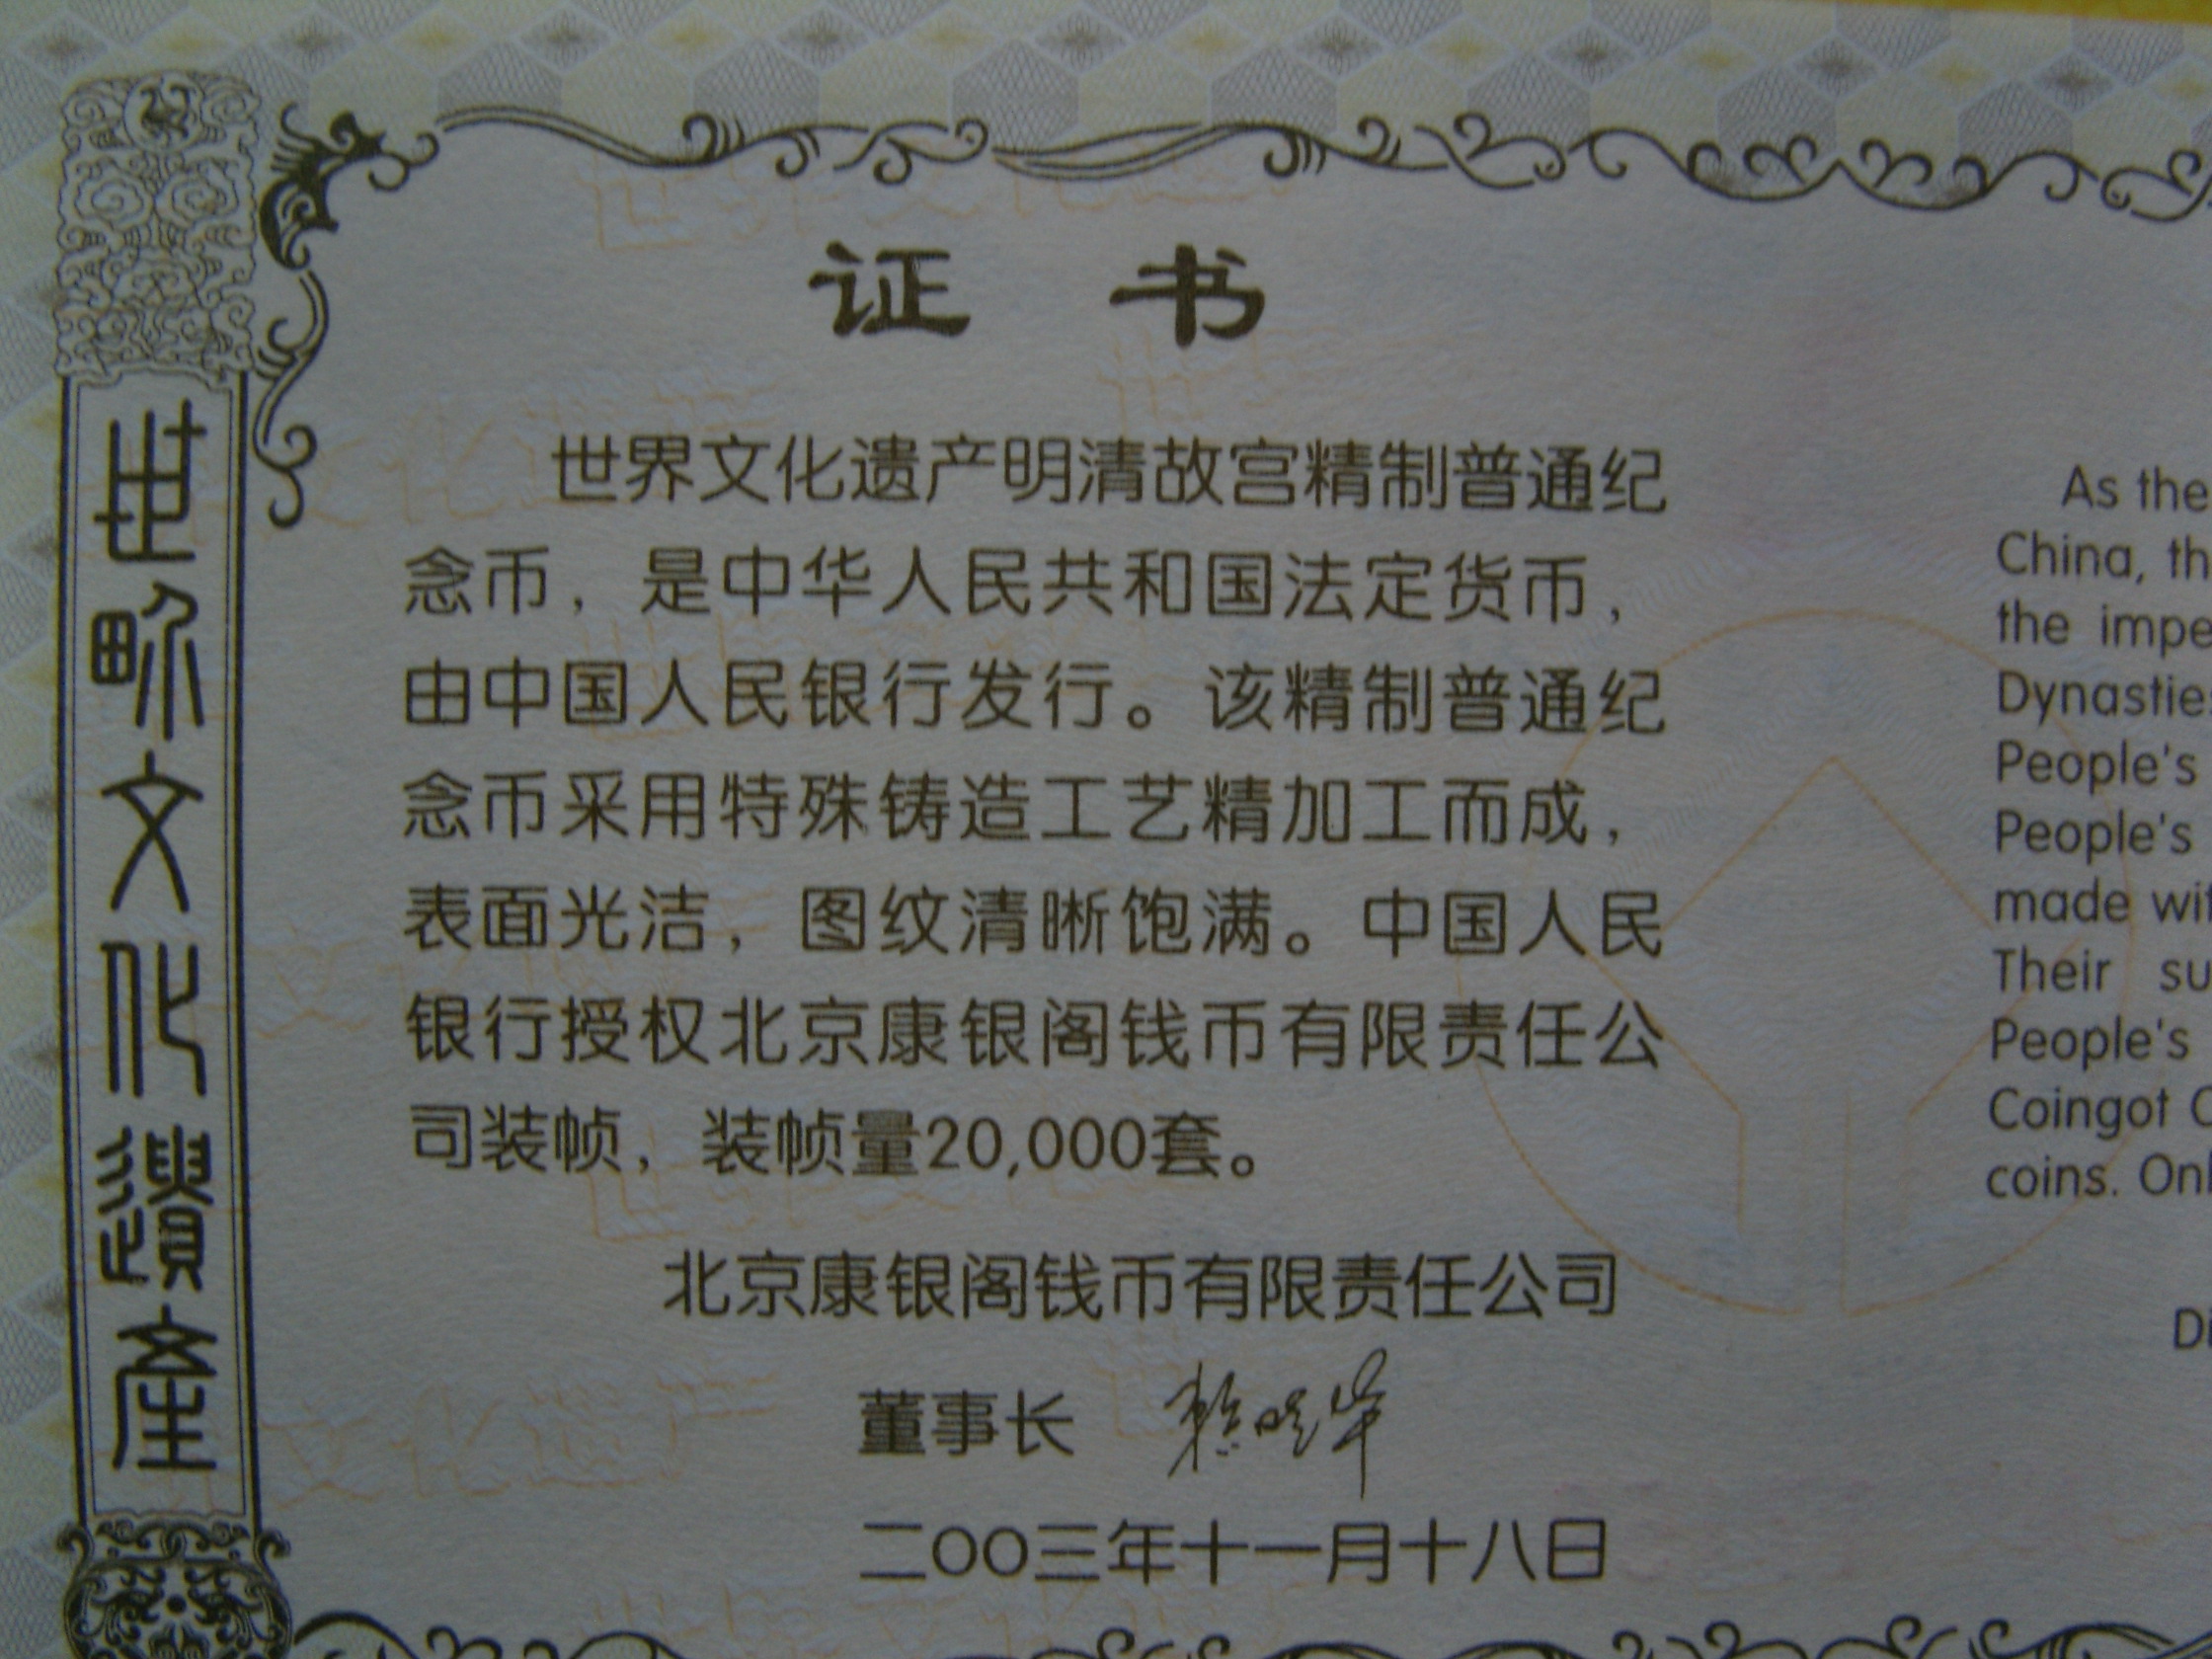 世界文化遺產
证书
世界文化遗产明清故宫精制普通纪
念币，是中华人民共和国法定货币，
由中国人民银行发行。该精制普通纪
念币采用特殊铸造工艺精加工而成，
表面光洁，图纹清晰饱满。中国人民
银行授权北京康银阁钱币有限责任公
司装帧，装帧量20,000套。
北京康银阁钱币有限责任公司
董事长
二〇〇三年十一月十八日
As the
China, th
the impe
Dynasties
People's
People's
made wit
Their su
People's
Coingot C
coins. Onl